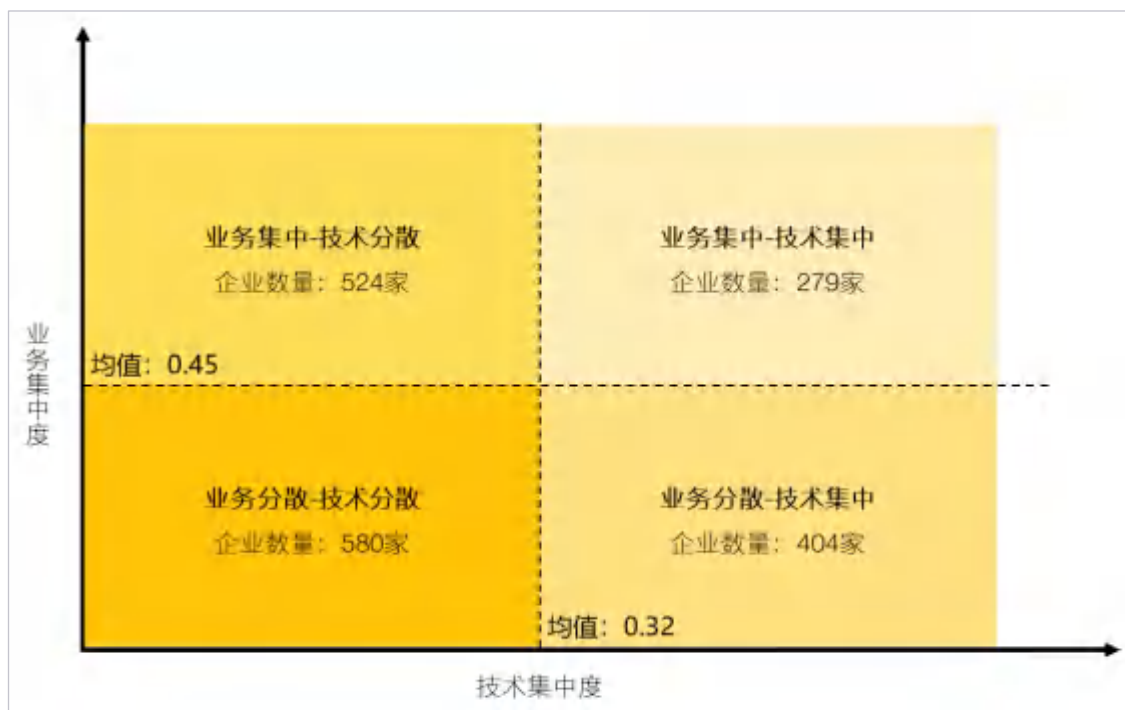 业务集中-技术分散
企业数量：524家
业务集中-技术集中
企业数量：279家
均值：0.45
业务集中度
业务分散-技术分散
企业数量：580家
业务分散-技术集中
企业数量：404家
均值：0.32
技术集中度